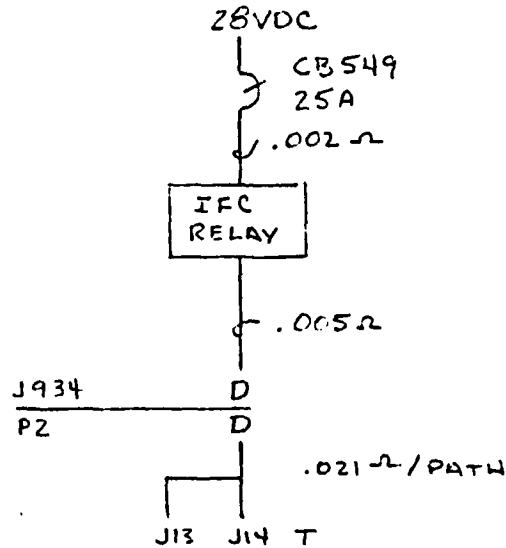 28VDC
CB549
25A
.002 Ω
IFC
RELAY
.005 Ω
J934 D
P2 D
.021 Ω/PATH
J13 J14 T